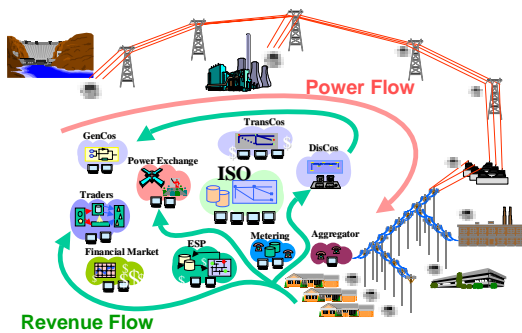 Power Flow
TransCos
GenCos
DisCos
Power Exchange
ISO
Traders
ESP
Metering
Aggregator
Financial Market
Revenue Flow